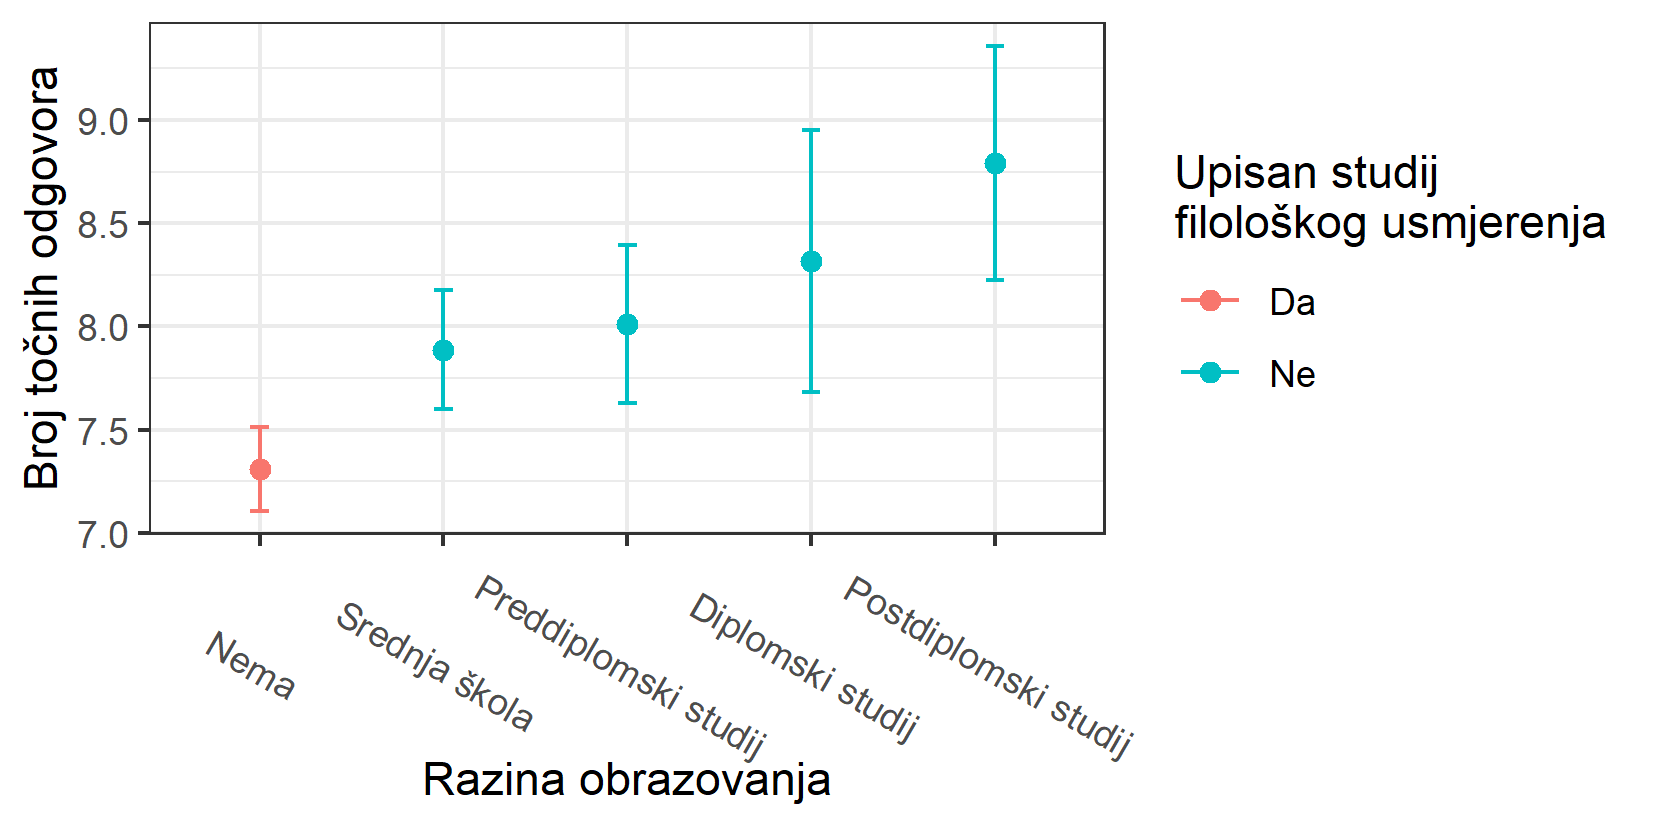 Broj točnih odgovora
9.0
8.5
8.0
7.5
7.0
Nema
Srednja škola
Preddiplomski studij
Diplomski studij
Postdiplomski studij
Razina obrazovanja
Upisan studij
filološkog usmjerenja
Da
Ne